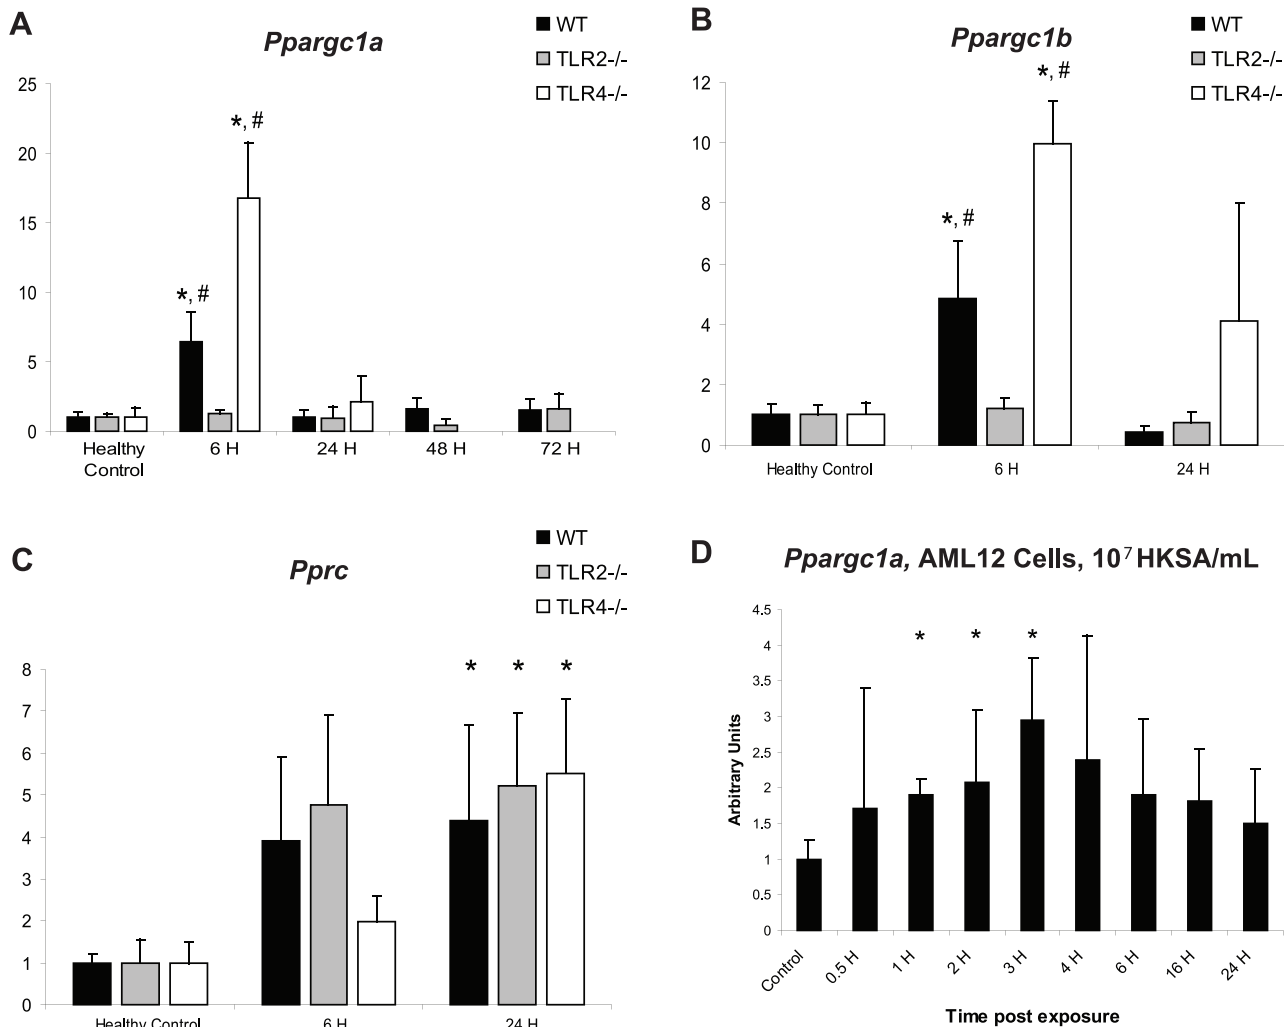 A
Ppargc1a
WT
TLR2-/-
TLR4-/-
25
20
15
10
5
0
*, #
*, #
Healthy Control
6 H
24 H
48 H
72 H
B
Ppargc1b
WT
TLR2-/-
TLR4-/-
12
10
8
6
4
2
0
*, #
*, #
Healthy Control
6 H
24 H
C
Pprc
WT
TLR2-/-
TLR4-/-
8
7
6
5
4
3
2
1
0
* * *
Healthy Control
6 H
24 H
D
Ppargc1a, AML12 Cells, 10⁷ HKSA/mL
Arbitrary Units
4.5
4
3.5
3
2.5
2
1.5
1
0.5
0
* * *
Control
0.5 H
1 H
2 H
3 H
4 H
6 H
16 H
24 H
Time post exposure